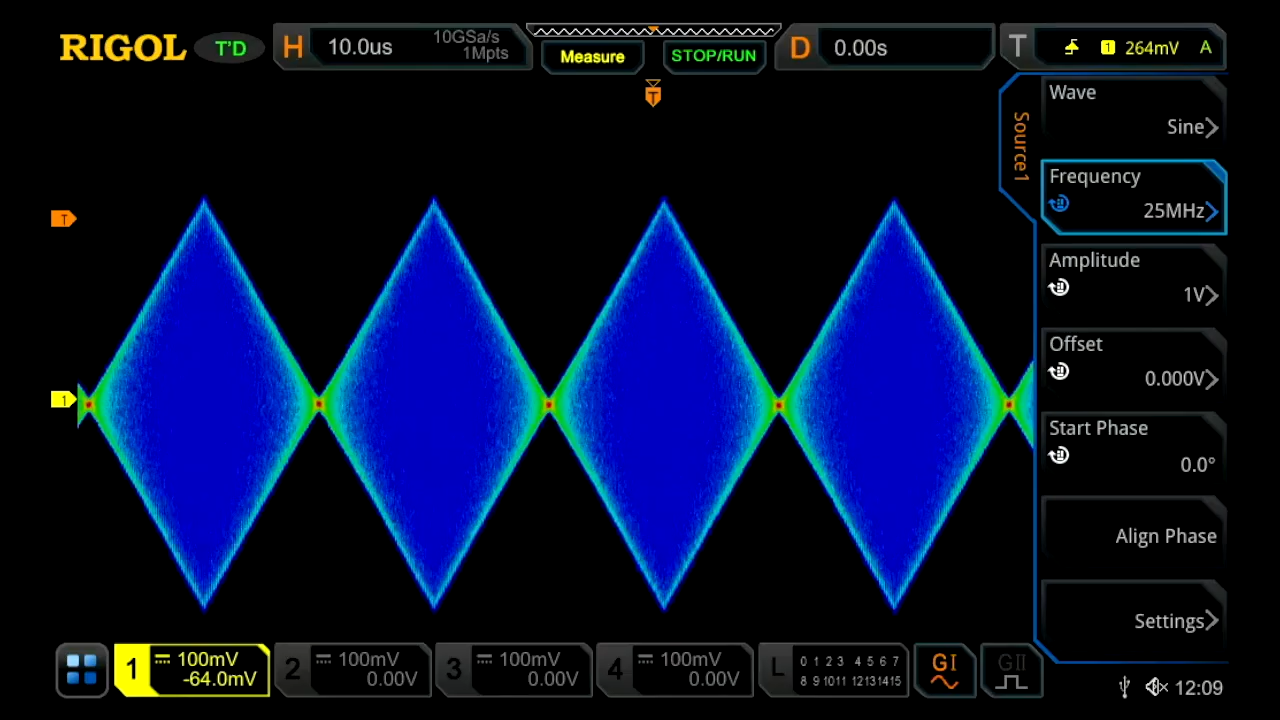 RIGOL
T'D
H
10.0us
10GSa/s
1Mpts
Measure
STOP/RUN
D
0.00s
T
1
264mV
A
T
T
1
Source1
Wave
Sine
Frequency
25MHz
Amplitude
1V
Offset
0.000V
Start Phase
0.0°
Align Phase
Settings
1
100mV
-64.0mV
2
100mV
0.00V
3
100mV
0.00V
4
100mV
0.00V
L
0 1 2 3 4 5 6 7
8 9 10 11 12 13 14 15
GI
GII
12:09